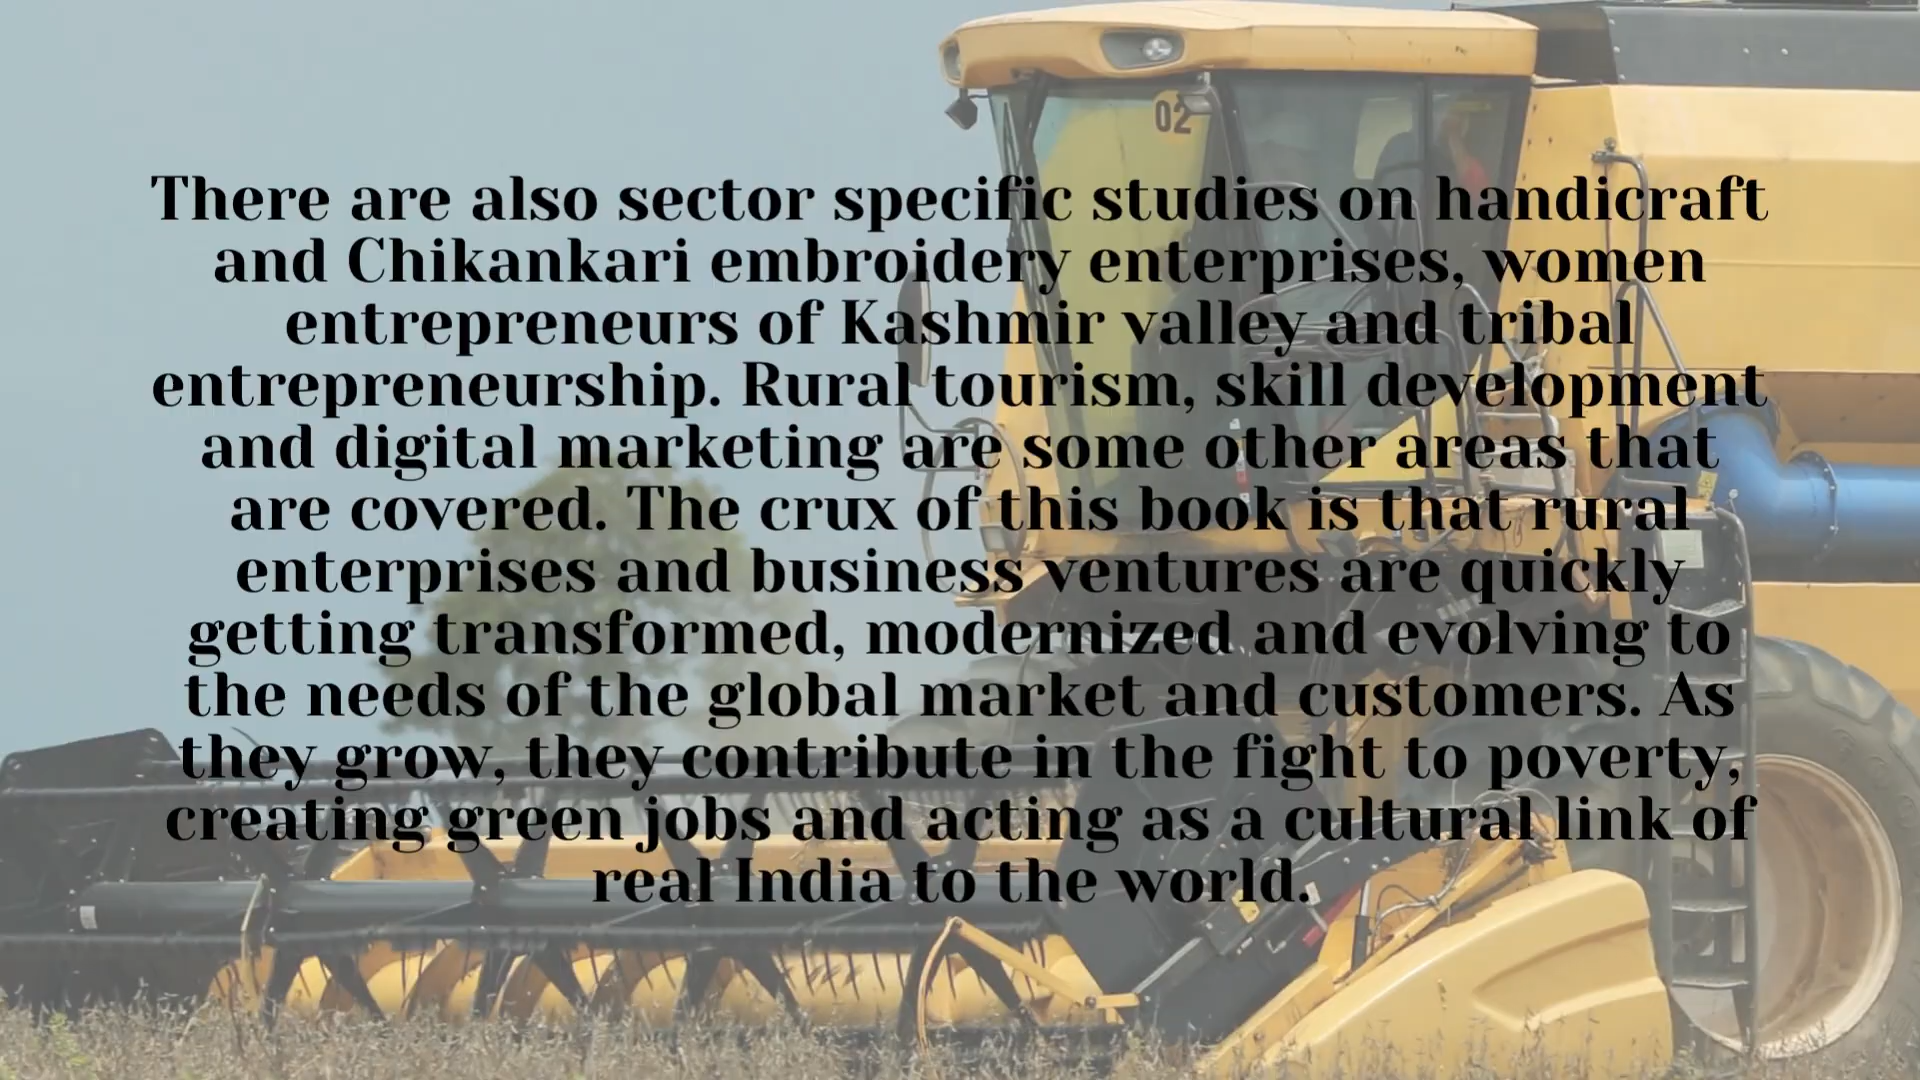 02
There are also sector specific studies on handicraft
and Chikankari embroidery enterprises, women
entrepreneurs of Kashmir valley and tribal
entrepreneurship. Rural tourism, skill development
and digital marketing are some other areas that
are covered. The crux of this book is that rural
enterprises and business ventures are quickly
getting transformed, modernized and evolving to
the needs of the global market and customers. As
they grow, they contribute in the fight to poverty,
creating green jobs and acting as a cultural link of
real India to the world.